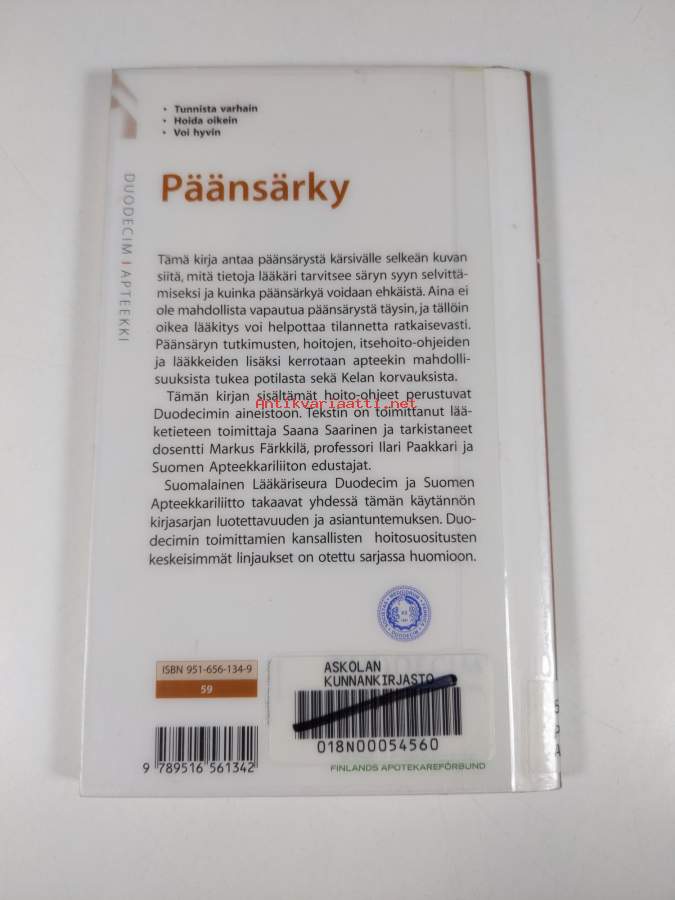 • Tunnista varhain
• Hoida oikein
• Voi hyvin
DUODECIM | APTEEKKI
Päänsärky
Tämä kirja antaa päänsärystä kärsivälle selkeän kuvan
siitä, mitä tietoja lääkäri tarvitsee säryn syyn selvittä-
miseksi ja kuinka päänsärkyä voidaan ehkäistä. Aina ei
ole mahdollista vapautua päänsärystä täysin, ja tällöin
oikea lääkitys voi helpottaa tilannetta ratkaisevasti.
Päänsäryn tutkimusten, hoitojen, itsehoito-ohjeiden
ja lääkkeiden lisäksi kerrotaan apteekin mahdolli-
suuksista tukea potilasta sekä Kelan korvauksista.
Tämän kirjan sisältämät hoito-ohjeet perustuvat
Antikvariaatti.net
Duodecimin aineistoon. Tekstin on toimittanut lää-
ketieteen toimittaja Saana Saarinen ja tarkistaneet
dosentti Markus Färkkilä, professori Ilari Paakkari ja
Suomen Apteekkariliiton edustajat.
Suomalainen Lääkäriseura Duodecim ja Suomen
Apteekkariliitto takaavat yhdessä tämän käytännön
kirjasarjan luotettavuuden ja asiantuntemuksen. Duo-
decimin toimittamien kansallisten hoitosuositusten
keskeisimmät linjaukset on otettu sarjassa huomioon.
DUODECIM
ISBN 951-656-134-9
59
ASKOLAN
KUNNANKIRJASTO
018N00054560
9 789516 561342
FINLANDS APOTEKAREFÖRBUND